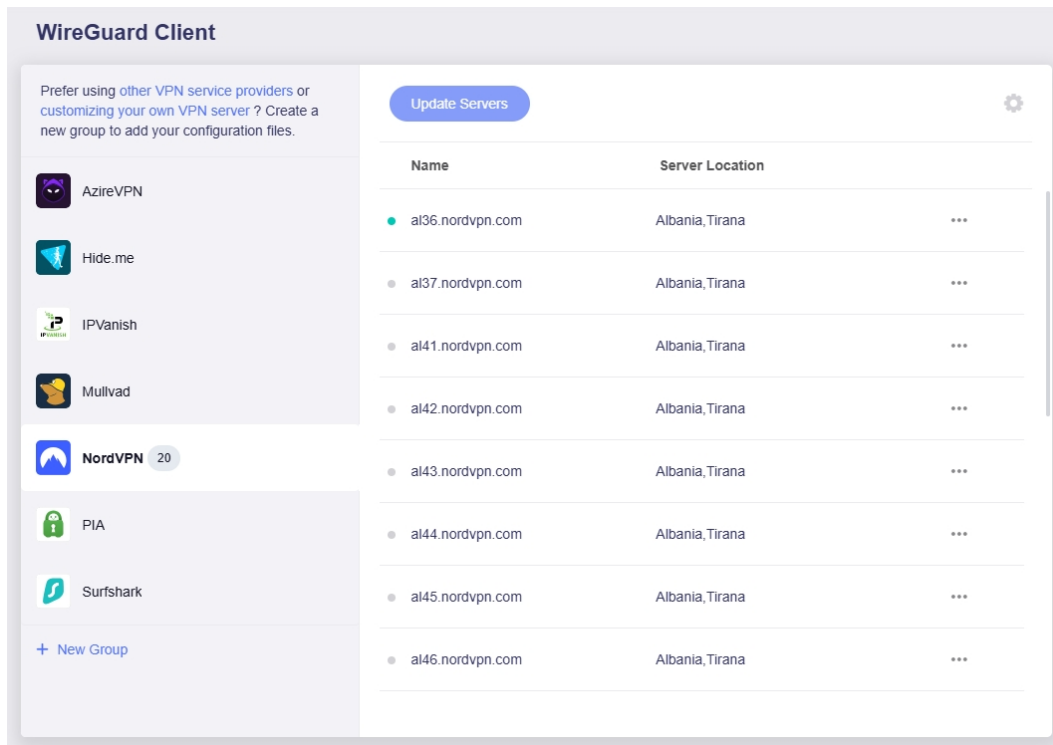 WireGuard Client
Prefer using other VPN service providers or
customizing your own VPN server ? Create a
new group to add your configuration files.
AzireVPN
Hide.me
IPVANISH
IPVanish
Mullvad
NordVPN 20
PIA
Surfshark
+ New Group
Update Servers
Name Server Location
al36.nordvpn.com Albania,Tirana •••
al37.nordvpn.com Albania,Tirana •••
al41.nordvpn.com Albania,Tirana •••
al42.nordvpn.com Albania,Tirana •••
al43.nordvpn.com Albania,Tirana •••
al44.nordvpn.com Albania,Tirana •••
al45.nordvpn.com Albania,Tirana •••
al46.nordvpn.com Albania,Tirana •••